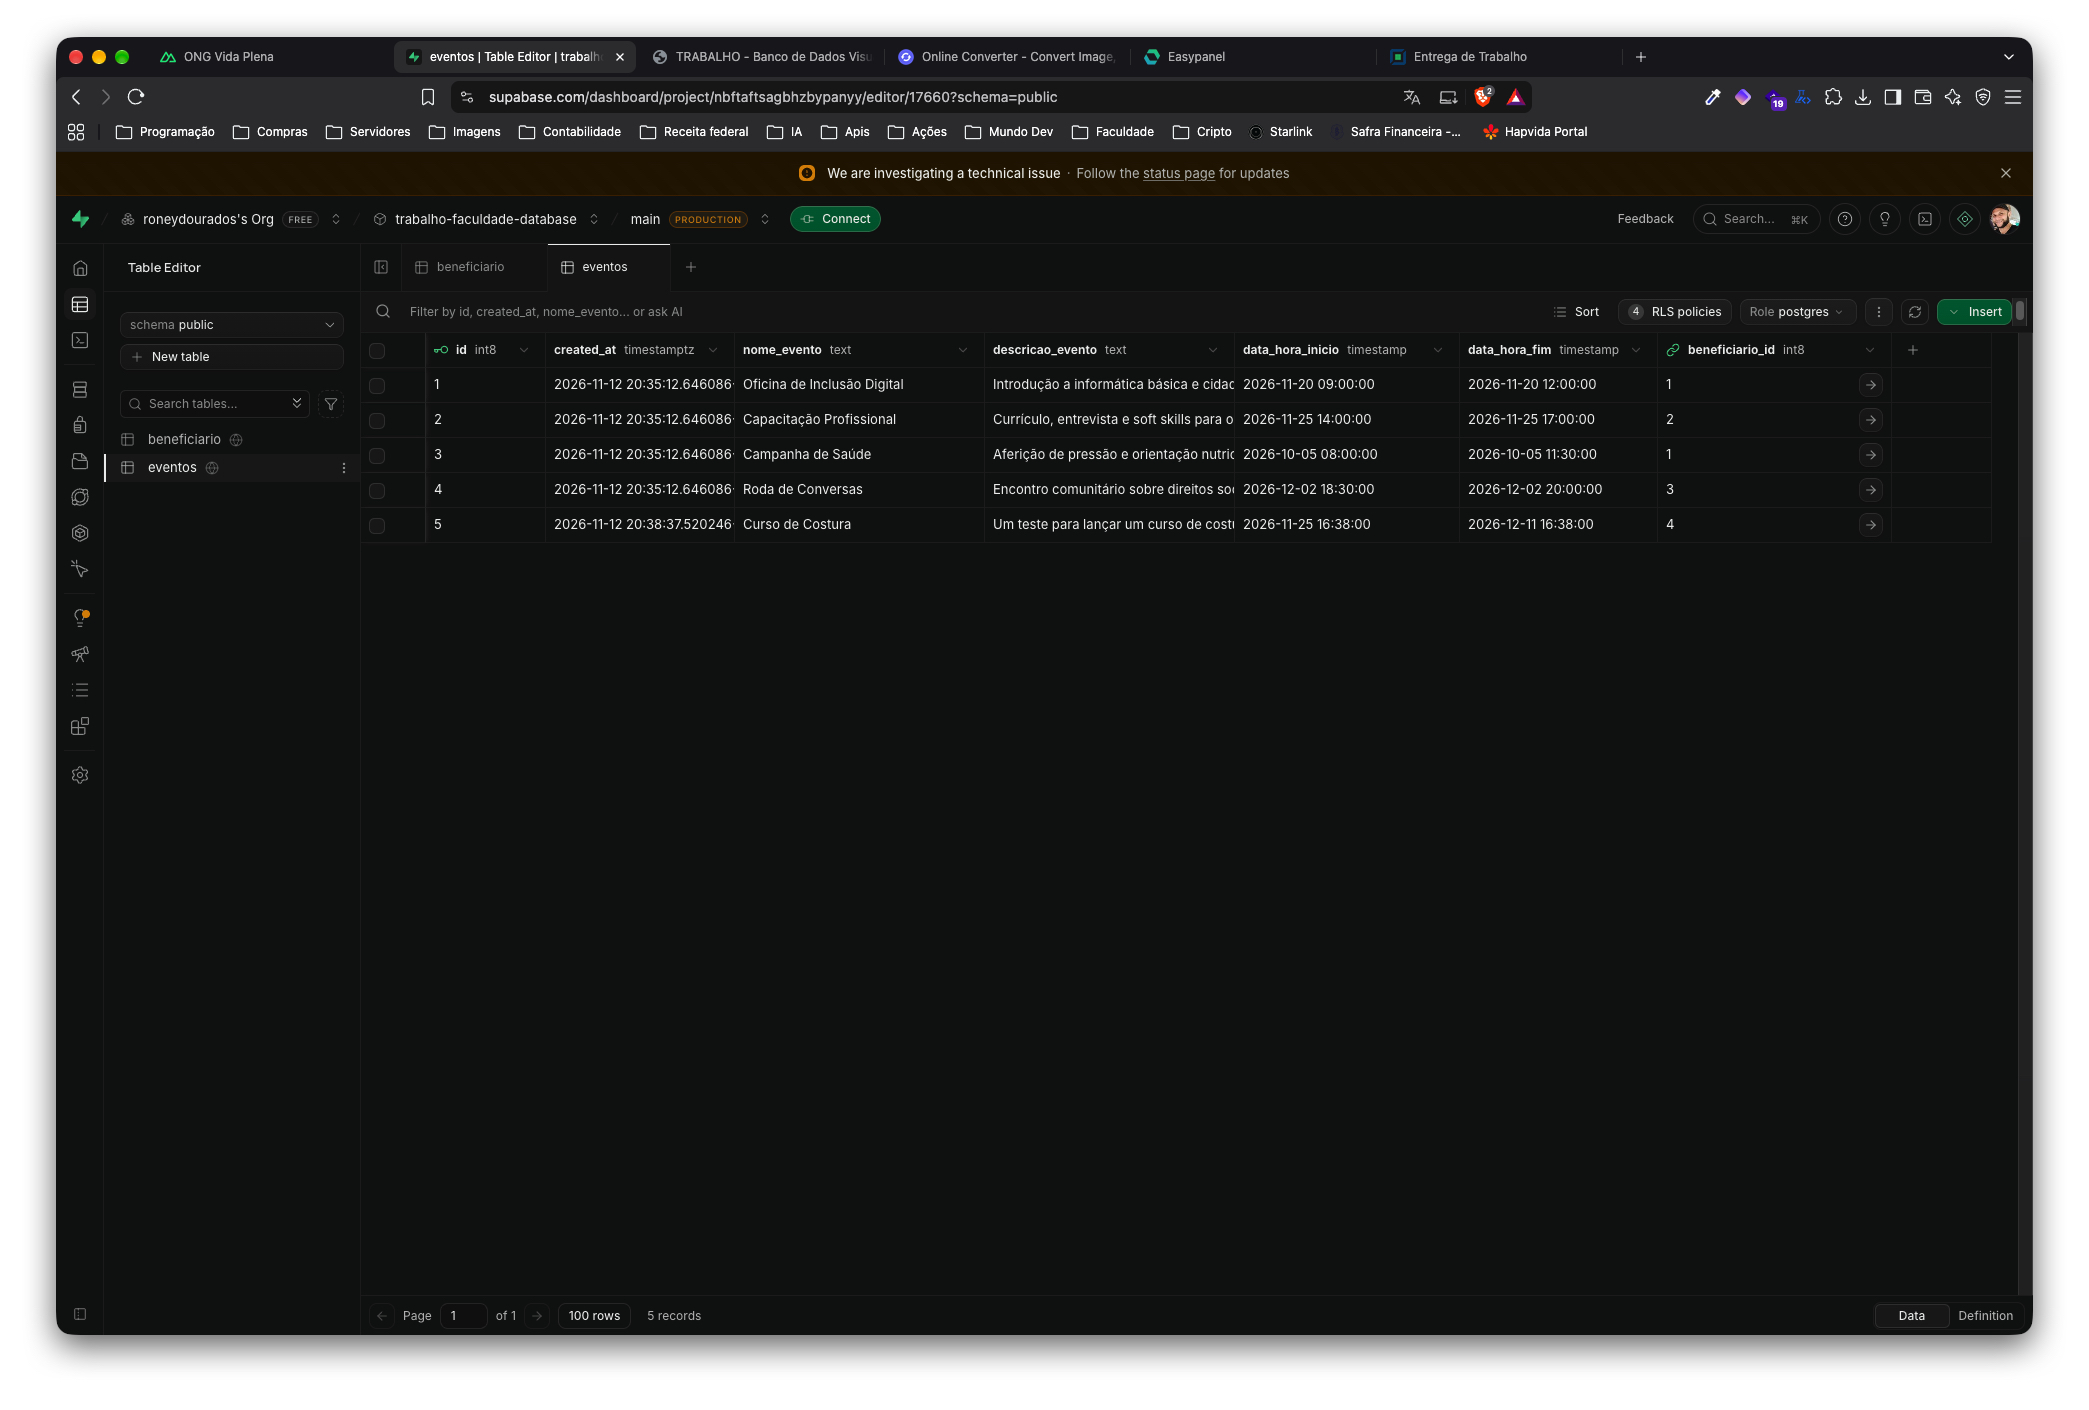 ONG Vida Plena
eventos | Table Editor | trabalh
TRABALHO - Banco de Dados Visu
Online Converter - Convert Image,
Easypanel
Entrega de Trabalho
supabase.com/dashboard/project/nbftaftsagbhzbypanyy/editor/17660?schema=public
2
19
Programação
Compras
Servidores
Imagens
Contabilidade
Receita federal
IA
Apis
Ações
Mundo Dev
Faculdade
Cripto
Starlink
Safra Financeira -...
Hapvida Portal
We are investigating a technical issue · Follow the status page for updates
roneydourados's Org FREE / trabalho-faculdade-database / main PRODUCTION Connect
Feedback Search... ⌘K
Table Editor
beneficiario
eventos
schema public
New table
Search tables...
beneficiario
eventos
Filter by id, created_at, nome_evento... or ask AI
Sort
4 RLS policies
Role postgres
Insert
id int8 created_at timestamptz nome_evento text descricao_evento text data_hora_inicio timestamp data_hora_fim timestamp beneficiario_id int8
1 2026-11-12 20:35:12.646086- Oficina de Inclusão Digital Introdução a informática básica e cidad 2026-11-20 09:00:00 2026-11-20 12:00:00 1
2 2026-11-12 20:35:12.646086- Capacitação Profissional Currículo, entrevista e soft skills para o 2026-11-25 14:00:00 2026-11-25 17:00:00 2
3 2026-11-12 20:35:12.646086- Campanha de Saúde Aferição de pressão e orientação nutric 2026-10-05 08:00:00 2026-10-05 11:30:00 1
4 2026-11-12 20:35:12.646086- Roda de Conversas Encontro comunitário sobre direitos soc 2026-12-02 18:30:00 2026-12-02 20:00:00 3
5 2026-11-12 20:38:37.520246- Curso de Costura Um teste para lançar um curso de costu 2026-11-25 16:38:00 2026-12-11 16:38:00 4
Page 1 of 1 100 rows 5 records
Data Definition